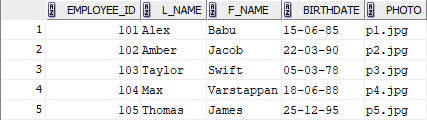 EMPLOYEE_ID L_NAME F_NAME BIRTHDATE PHOTO
1 101 Alex Babu 15-06-85 p1.jpg
2 102 Amber Jacob 22-03-90 p2.jpg
3 103 Taylor Swift 05-03-78 p3.jpg
4 104 Max Varstappan 18-06-88 p4.jpg
5 105 Thomas James 25-12-95 p5.jpg